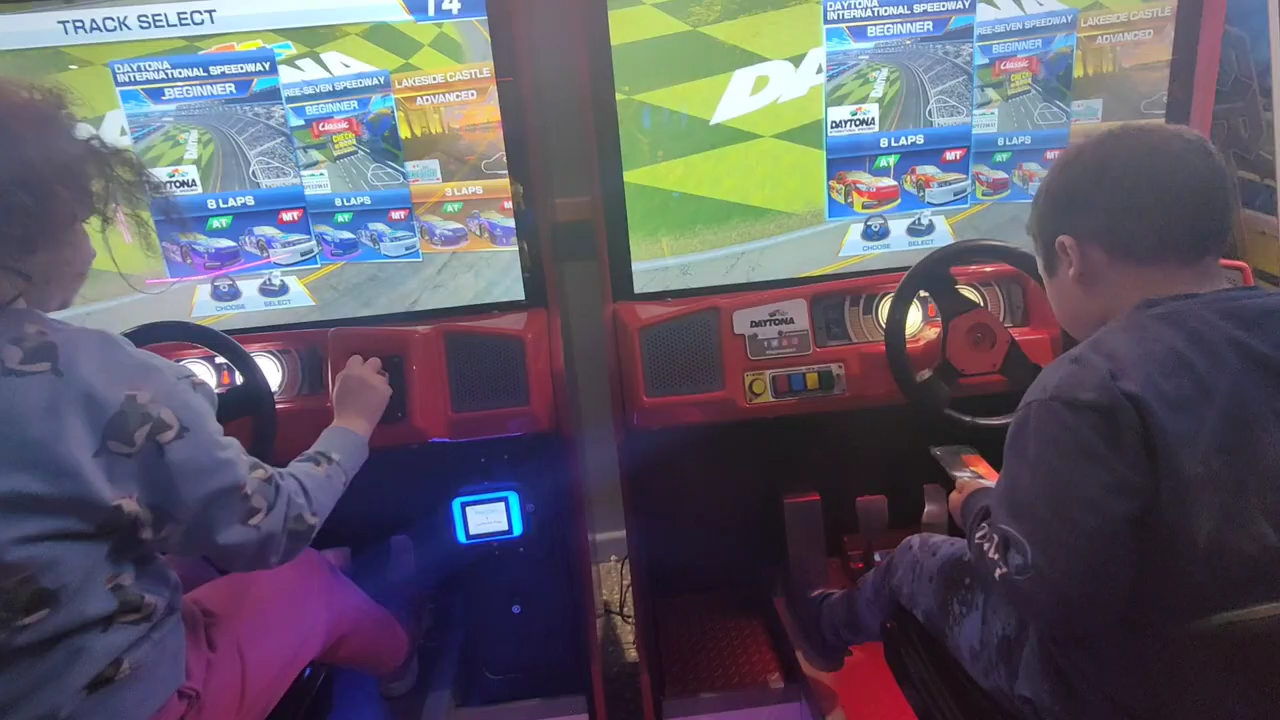 TRACK SELECT
14
DAYTONA
INTERNATIONAL SPEEDWAY
BEGINNER
DAYTONA
8 LAPS
AT
MT
REE-SEVEN SPEEDWAY
BEGINNER
Classic
8 LAPS
AT
MT
LAKESIDE CASTLE
ADVANCED
3 LAPS
AT
M
CHOOSE
SELECT
DA
DAYTONA
INTERNATIONAL SPEEDWAY
BEGINNER
DAYTONA
8 LAPS
AT
MT
REE-SEVEN SPEEDWAY
BEGINNER
Classic
8 LAPS
AT
MT
LAKESIDE CASTLE
ADVANCED
CHOOSE
SELECT
DAYTONA